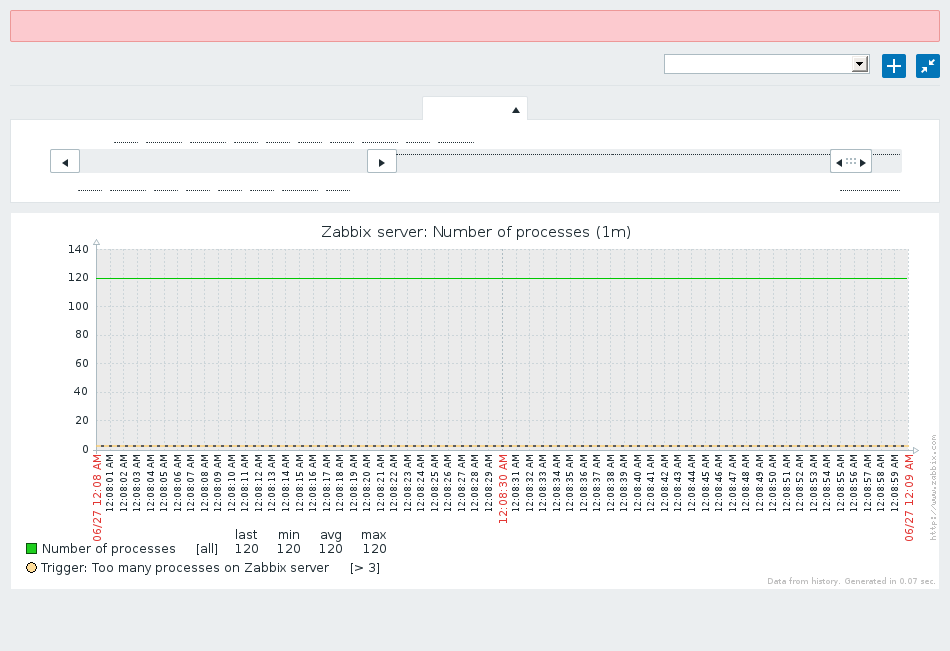 Zabbix server: Number of processes (1m)
140
120
100
80
60
40
20
0
06/27 12:08 AM
12:08:01 AM
12:08:02 AM
12:08:03 AM
12:08:04 AM
12:08:05 AM
12:08:06 AM
12:08:07 AM
12:08:08 AM
12:08:09 AM
12:08:10 AM
12:08:11 AM
12:08:12 AM
12:08:13 AM
12:08:14 AM
12:08:15 AM
12:08:16 AM
12:08:17 AM
12:08:18 AM
12:08:19 AM
12:08:20 AM
12:08:21 AM
12:08:22 AM
12:08:23 AM
12:08:24 AM
12:08:25 AM
12:08:26 AM
12:08:27 AM
12:08:28 AM
12:08:29 AM
12:08:30 AM
12:08:31 AM
12:08:32 AM
12:08:33 AM
12:08:34 AM
12:08:35 AM
12:08:36 AM
12:08:37 AM
12:08:38 AM
12:08:39 AM
12:08:40 AM
12:08:41 AM
12:08:42 AM
12:08:43 AM
12:08:44 AM
12:08:45 AM
12:08:46 AM
12:08:47 AM
12:08:48 AM
12:08:49 AM
12:08:50 AM
12:08:51 AM
12:08:52 AM
12:08:53 AM
12:08:54 AM
12:08:55 AM
12:08:56 AM
12:08:57 AM
12:08:58 AM
12:08:59 AM
06/27 12:09 AM
http://www.zabbix.com
last min avg max
Number of processes [all] 120 120 120 120
Trigger: Too many processes on Zabbix server [> 3]
Data from history. Generated in 0.07 sec.